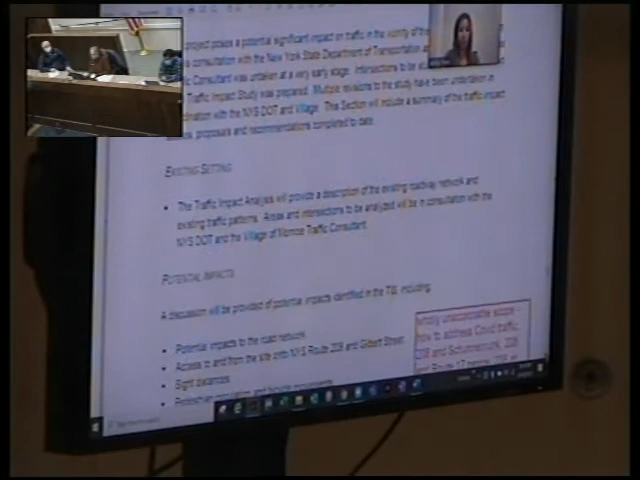 project poses a potential significant impact on traffic in the vicinity of the
consultation with the New York State Department of Transportation
Consultant was untaken at a very early stage. Intersections to be
Traffic Impact Study was prepared. Multiple revisions to the study have been undertaken in
with the NYS DOT and Village. This Section will include a summary of the traffic impact
proposals and recommendations completed to date.
EXISTING SETTING
• The Traffic Impact Analysis will provide a description of the existing roadway network and
existing traffic patterns. Areas and intersections to be analyzed will be in consultation with the
NYS DOT and the Village of Monroe Traffic Consultant.
POTENTIAL IMPACTS
A discussion will be provided of potential impacts identified in the TIS, including:
• Potential impacts to the road network
• Access to and from the site onto NYS Route 208 and Gilbert Street
• Sight distances
wholly unacceptable scope -
how to address Covid traffic,
208 and Schunnemunk, 208